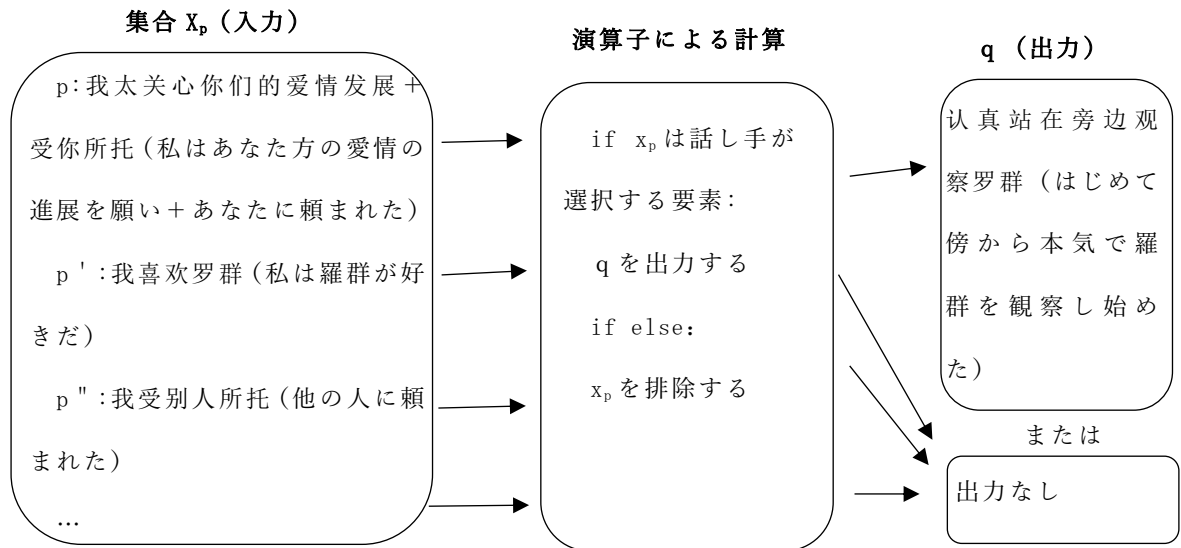 集合 Xp（入力）
p:我太关心你们的爱情发展＋
受你所托(私はあなた方の愛情の
進展を願い＋あなたに頼まれた)
p':我喜欢罗群(私は羅群が好
きだ)
p":我受别人所托(他の人に頼
まれた)
…
演算子による計算
if xpは話し手が
選択する要素:
qを出力する
if else：
xpを排除する
q （出力）
认真站在旁边观
察罗群（はじめて
傍から本気で羅
群を観察し始め
た）
または
出力なし